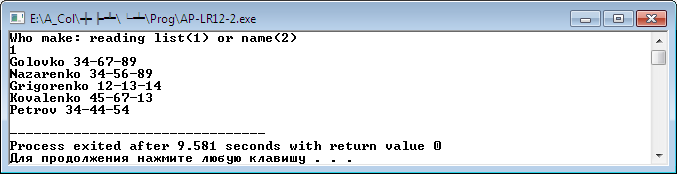 E:\A_Col\ \ \Prog\AP-LR12-2.exe
Who make: reading list(1) or name(2)
1
Golovko 34-67-89
Nazarenko 34-56-89
Grigorenko 12-13-14
Kovalenko 45-67-13
Petrov 34-44-54
--------------------------------
Process exited after 9.581 seconds with return value 0
Для продолжения нажмите любую клавишу . . .